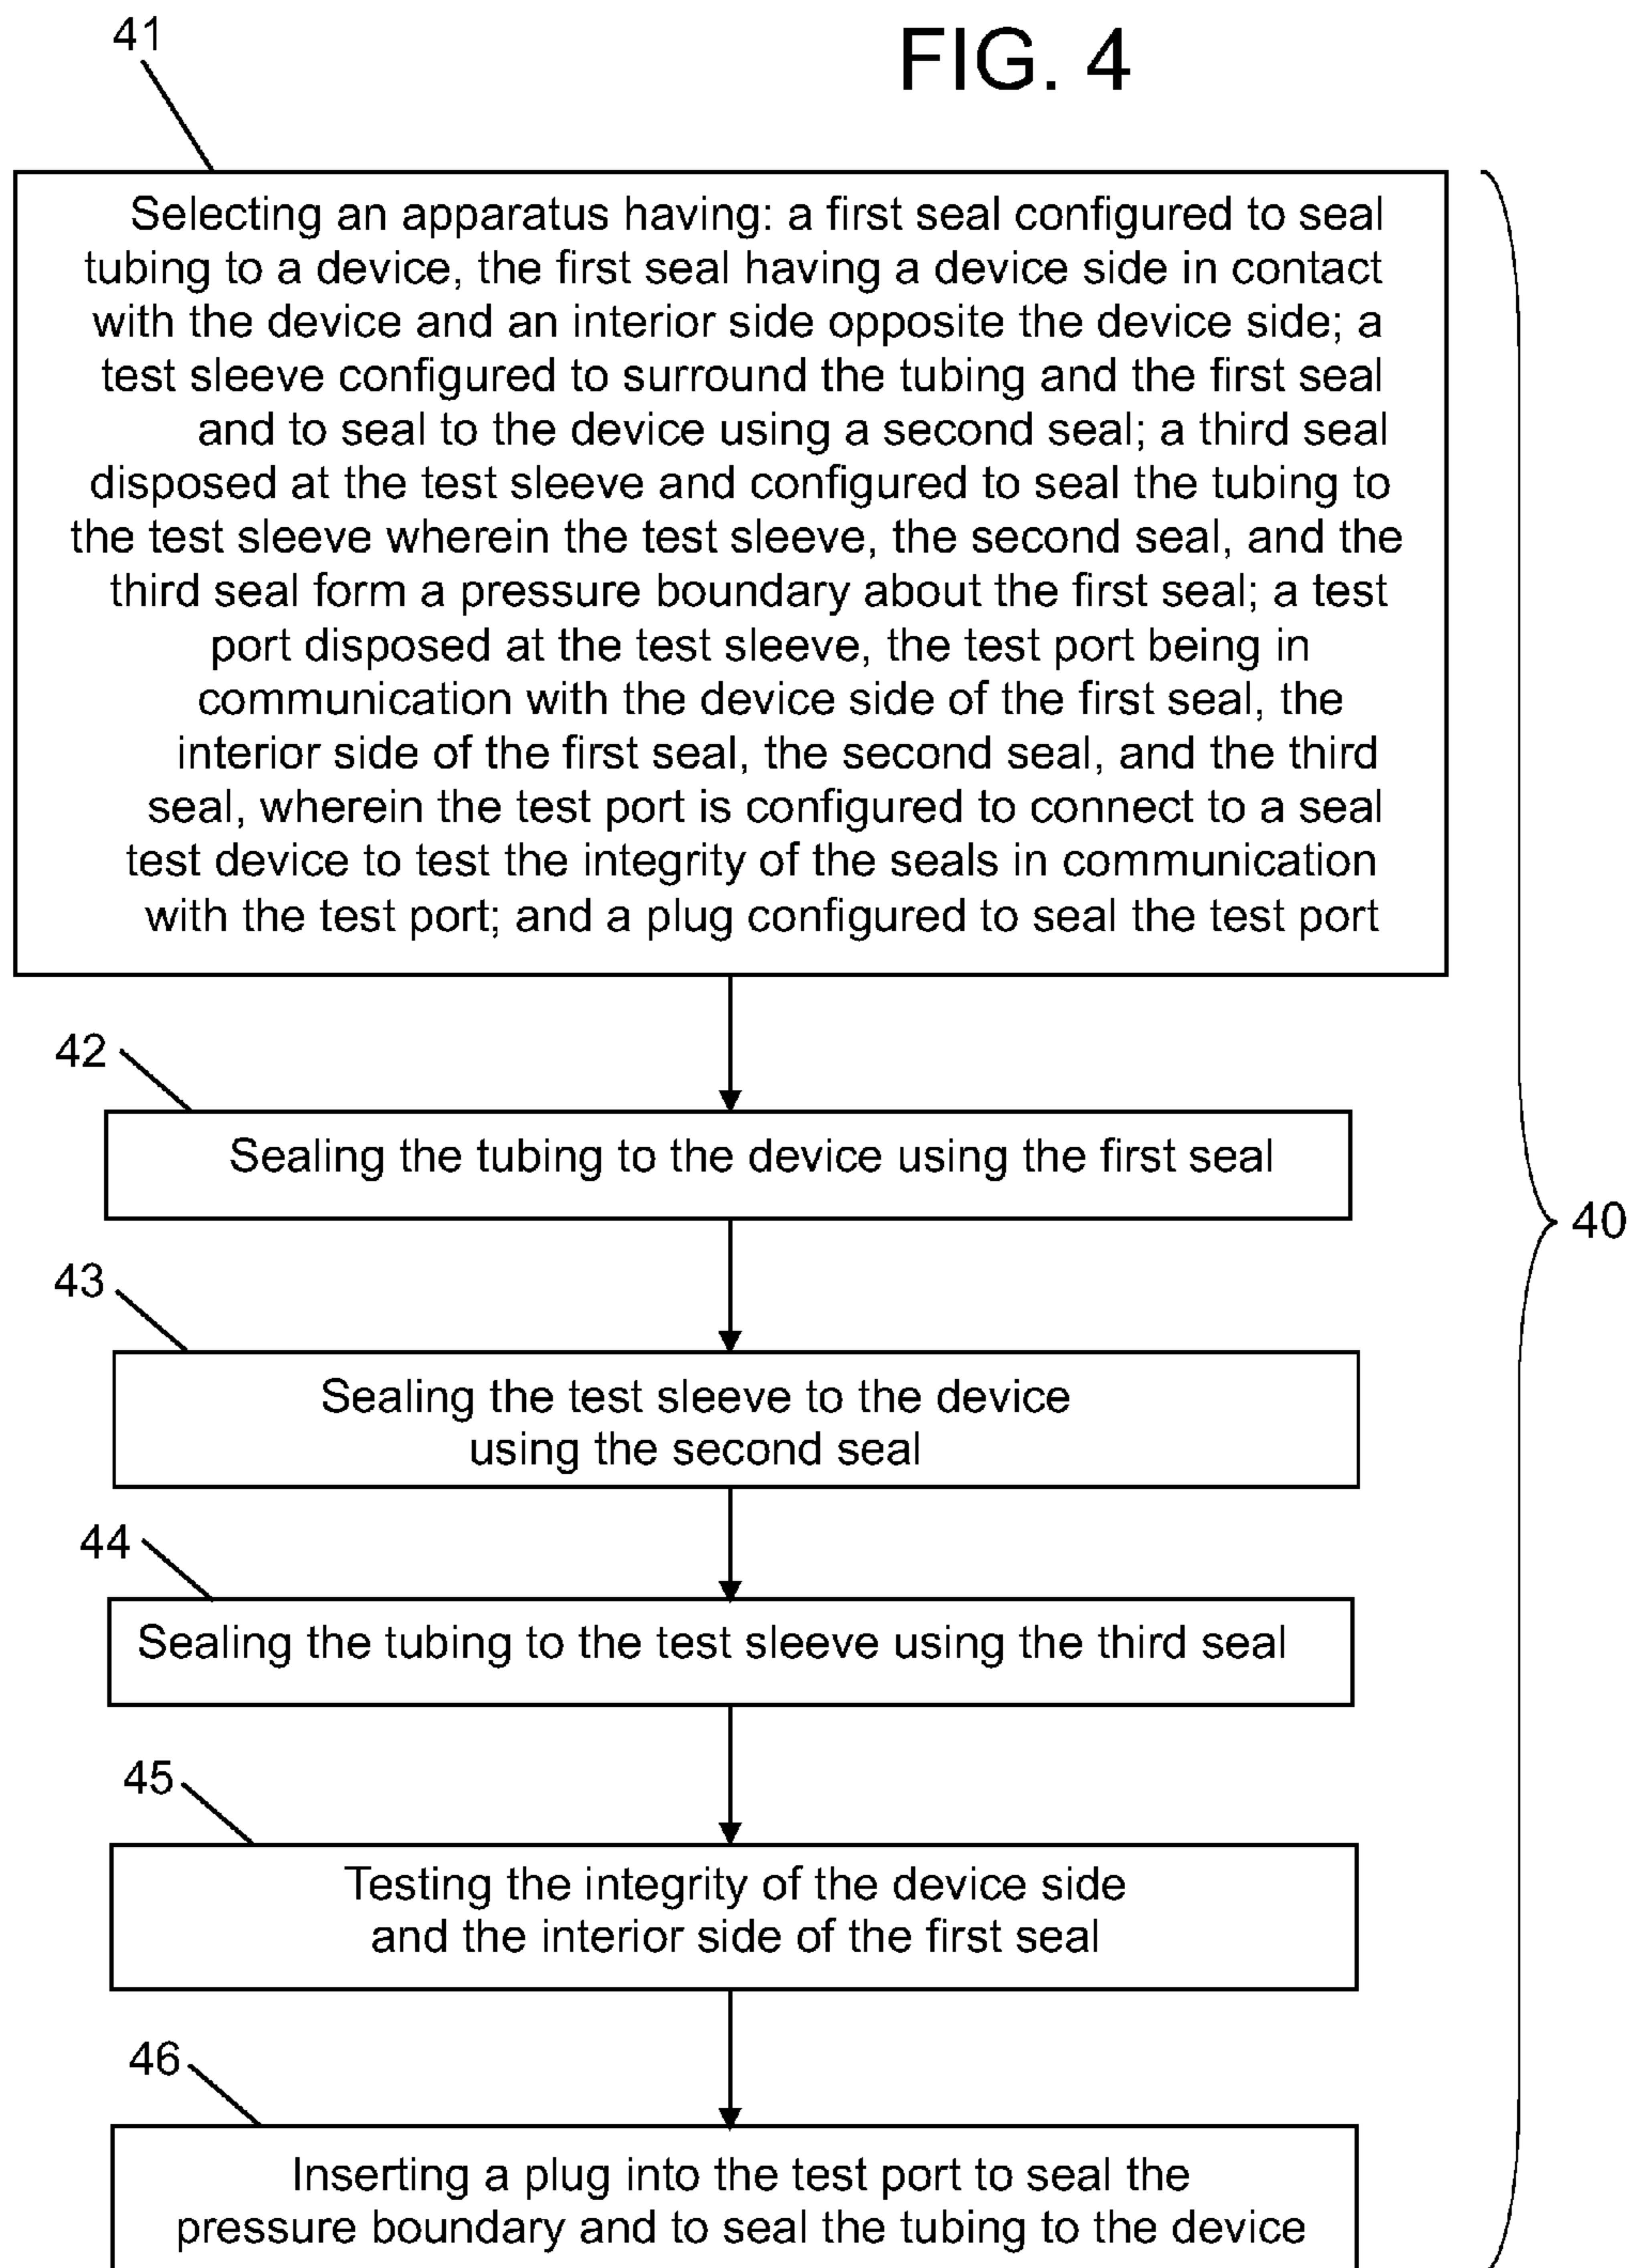 41
FIG. 4
Selecting an apparatus having: a first seal configured to seal
tubing to a device, the first seal having a device side in contact
with the device and an interior side opposite the device side; a
test sleeve configured to surround the tubing and the first seal
and to seal to the device using a second seal; a third seal
disposed at the test sleeve and configured to seal the tubing to
the test sleeve wherein the test sleeve, the second seal, and the
third seal form a pressure boundary about the first seal; a test
port disposed at the test sleeve, the test port being in
communication with the device side of the first seal, the
interior side of the first seal, the second seal, and the third
seal, wherein the test port is configured to connect to a seal
test device to test the integrity of the seals in communication
with the test port; and a plug configured to seal the test port
42
Sealing the tubing to the device using the first seal
40
43
Sealing the test sleeve to the device
using the second seal
44
Sealing the tubing to the test sleeve using the third seal
45
Testing the integrity of the device side
and the interior side of the first seal
46
Inserting a plug into the test port to seal the
pressure boundary and to seal the tubing to the device